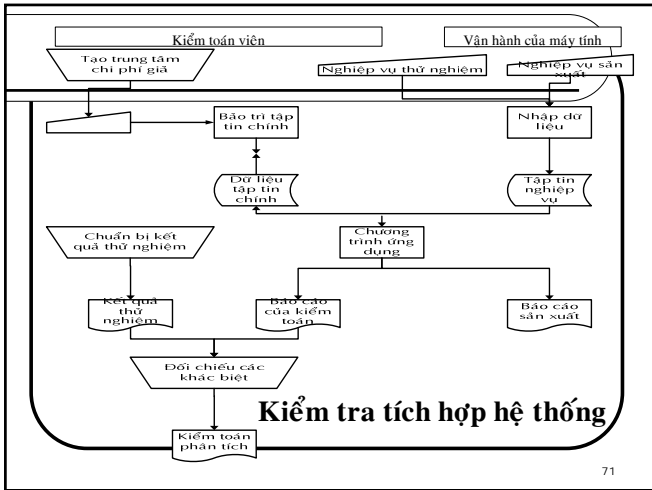 Kiểm toán viên
Vận hành của máy tính
Tạo trung tâm
chi phí giả
Nghiệp vụ thử nghiệm
Nghiệp vụ sản
xuất
Bảo trì tập
tin chính
Nhập dữ
liệu
Dữ liệu
tập tin
chính
Tập tin
nghiệp
vụ
Chuẩn bị kết
quả thử nghiệm
Chương
trình ứng
dụng
Kết quả
thử
nghiệm
Báo cáo
của kiểm
toán
Báo cáo
sản xuất
Đối chiếu các
khác biệt
Kiểm tra tích hợp hệ thống
Kiểm toán
phân tích
71